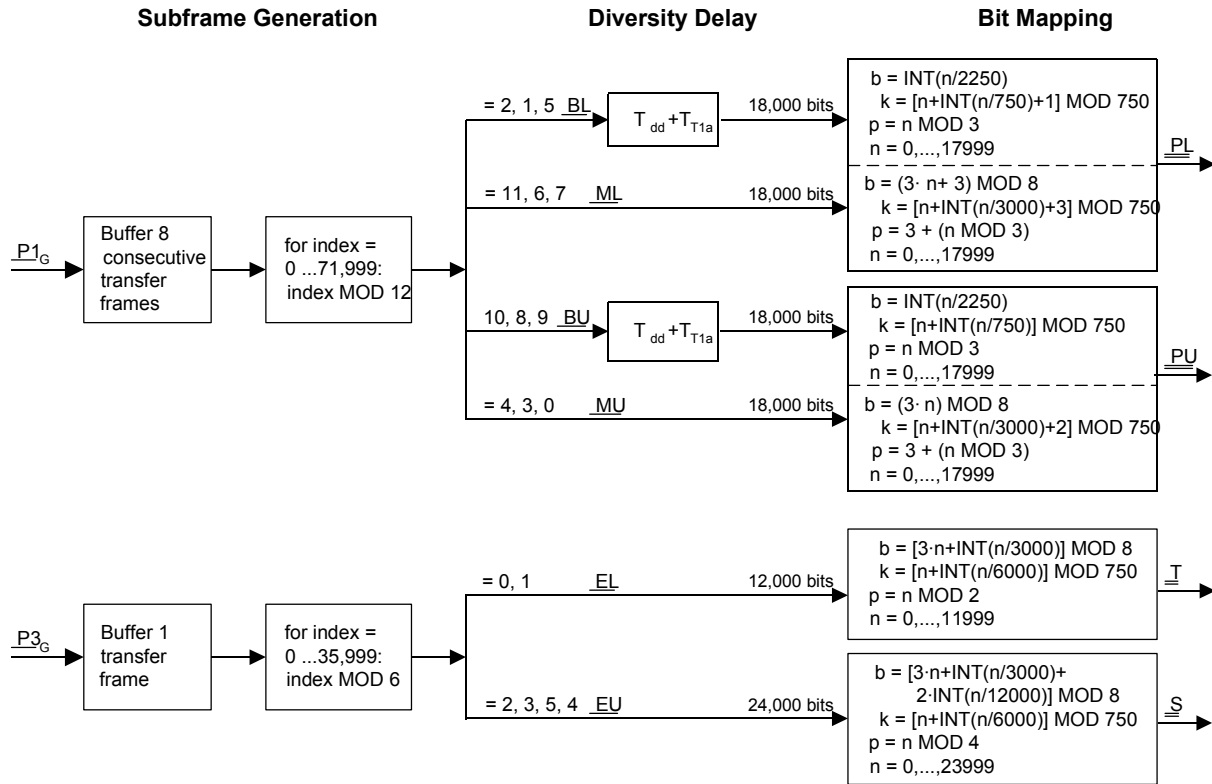 Subframe Generation
Diversity Delay
Bit Mapping
P1G
Buffer 8
consecutive
transfer
frames
for index =
0 ...71,999:
index MOD 12
= 2, 1, 5 BL
T dd + TT1a
18,000 bits
b = INT(n/2250)
k = [n+INT(n/750)+1] MOD 750
p = n MOD 3
n = 0,...,17999
PL
= 11, 6, 7 ML
18,000 bits
b = (3· n+ 3) MOD 8
k = [n+INT(n/3000)+3] MOD 750
p = 3 + (n MOD 3)
n = 0,...,17999
10, 8, 9 BU
T dd + TT1a
18,000 bits
b = INT(n/2250)
k = [n+INT(n/750)] MOD 750
p = n MOD 3
n = 0,...,17999
PU
= 4, 3, 0 MU
18,000 bits
b = (3· n) MOD 8
k = [n+INT(n/3000)+2] MOD 750
p = 3 + (n MOD 3)
n = 0,...,17999
P3G
Buffer 1
transfer
frame
for index =
0 ...35,999:
index MOD 6
= 0, 1 EL
12,000 bits
b = [3·n+INT(n/3000)] MOD 8
k = [n+INT(n/6000)] MOD 750
p = n MOD 2
n = 0,...,11999
T
= 2, 3, 5, 4 EU
24,000 bits
b = [3·n+INT(n/3000)+
2·INT(n/12000)] MOD 8
k = [n+INT(n/6000)] MOD 750
p = n MOD 4
n = 0,...,23999
S